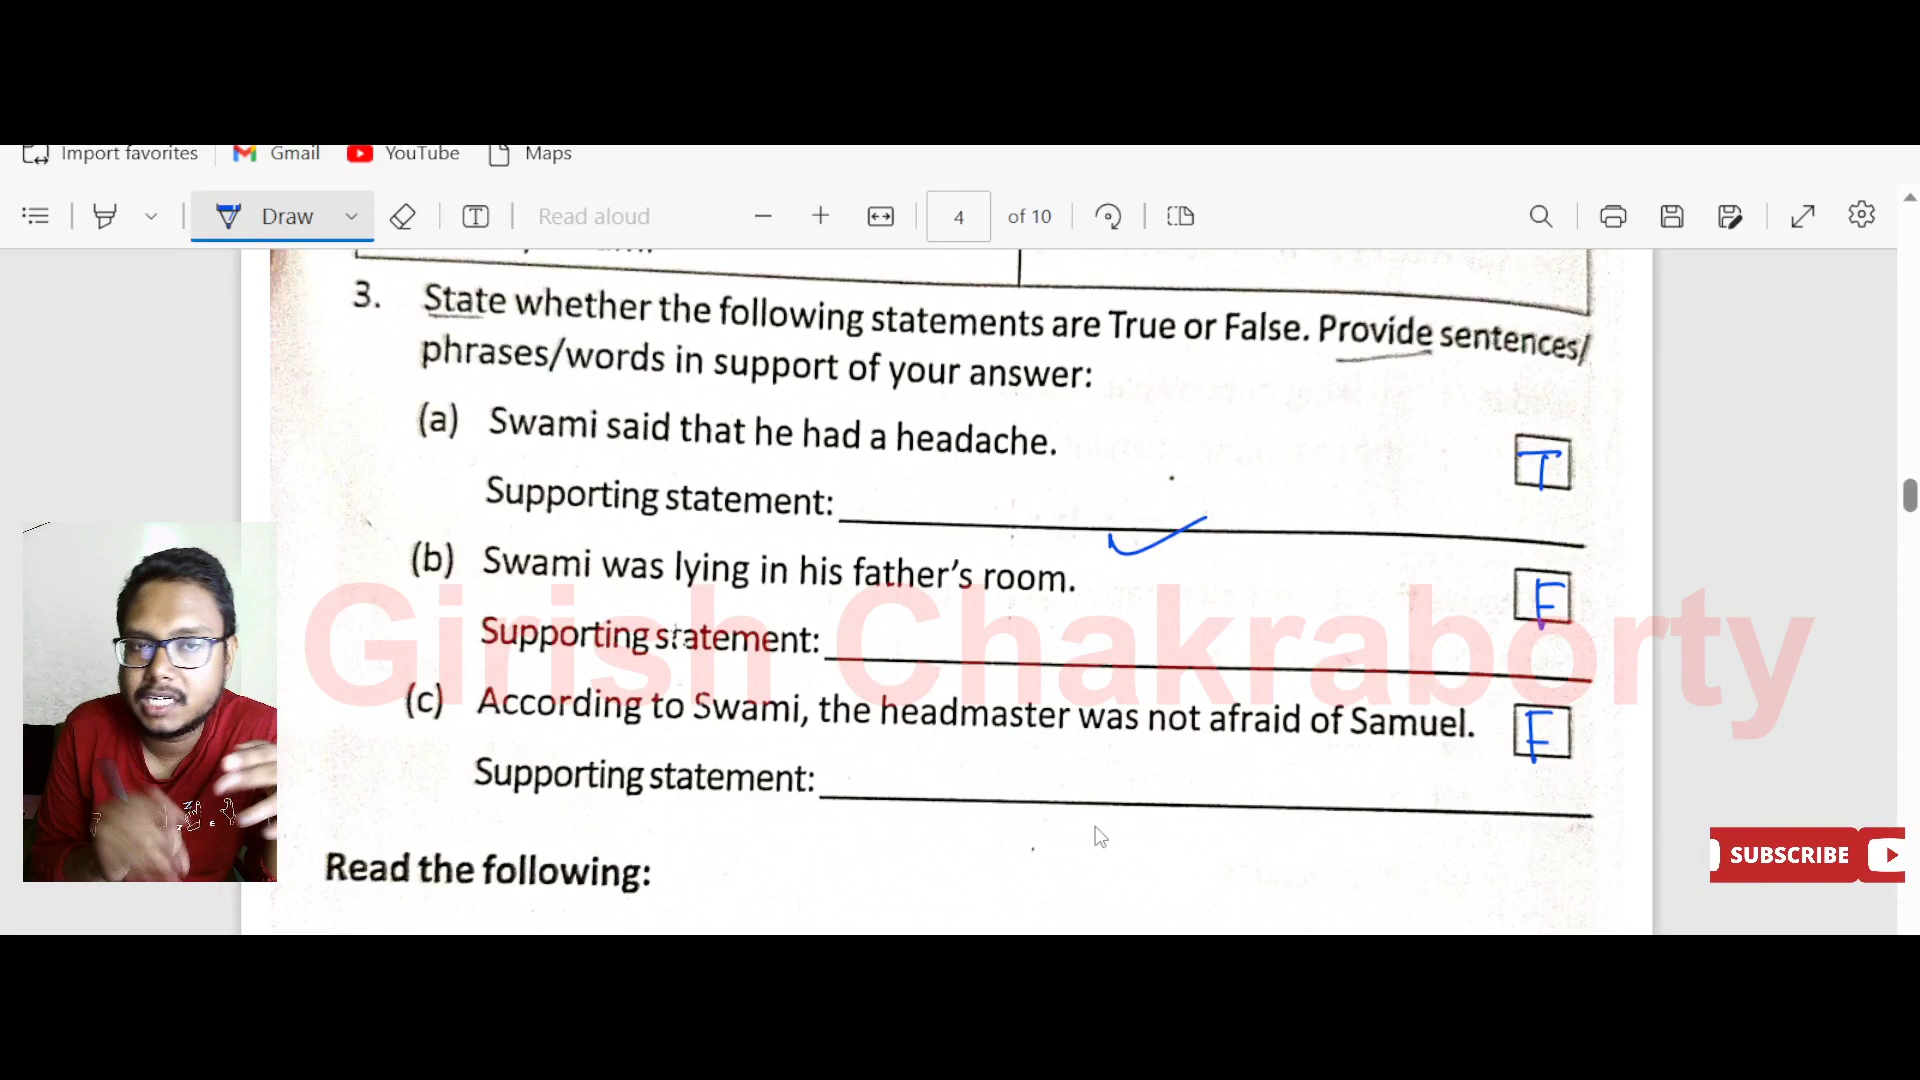 Import favorites Gmail YouTube Maps
Draw Read aloud 4 of 10
3. State whether the following statements are True or False. Provide sentences/
phrases/words in support of your answer:
(a) Swami said that he had a headache.
T
Supporting statement:
(b) Swami was lying in his father's room.
F
Girish Chakraborty
Supporting statement:
(c) According to Swami, the headmaster was not afraid of Samuel.
F
Supporting statement:
SUBSCRIBE
Read the following: